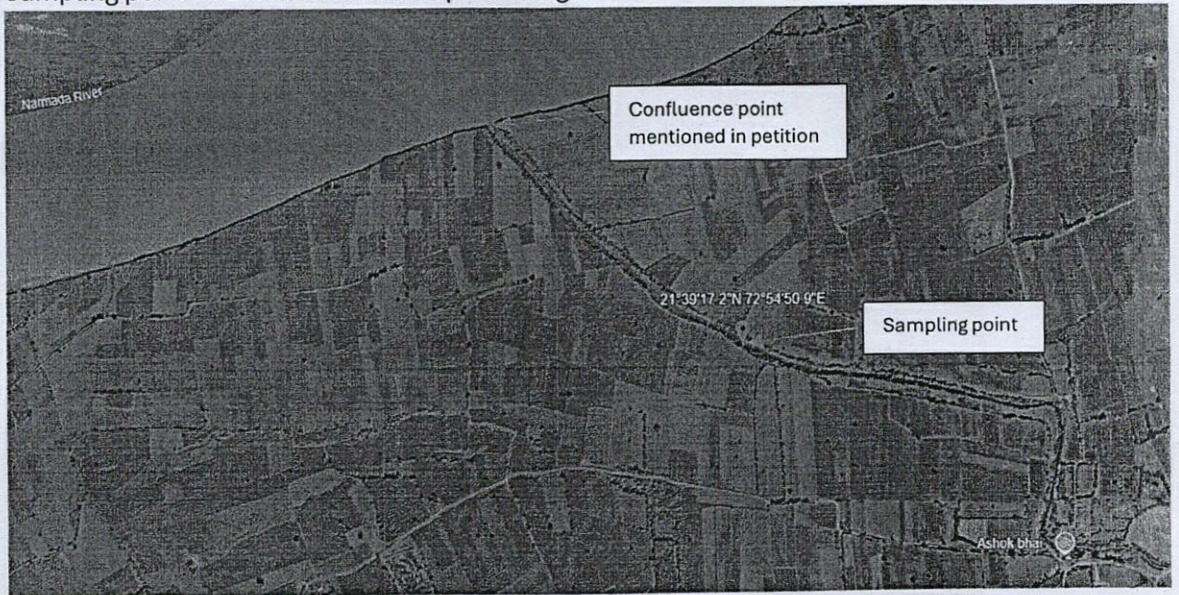 Narmada River
Confluence point
mentioned in petition
21°39'17.2"N 72°54'50.9"E
Sampling point
Ashok bhai